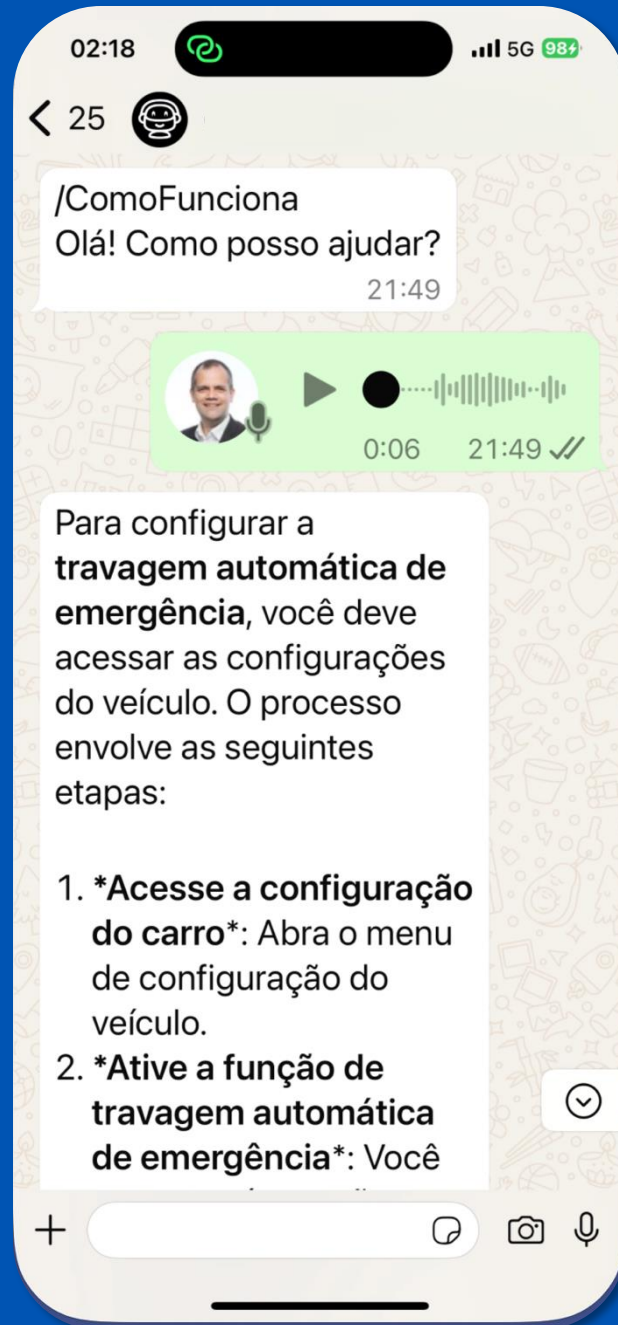 02:18
5G 98
25
/ComoFunciona
Olá! Como posso ajudar?
21:49
0:06 21:49
Para configurar a
travagem automática de
emergência, você deve
acessar as configurações
do veículo. O processo
envolve as seguintes
etapas:
1. *Acesse a configuração
do carro*: Abra o menu
de configuração do
veículo.
2. *Ative a função de
travagem automática
de emergência*: Você